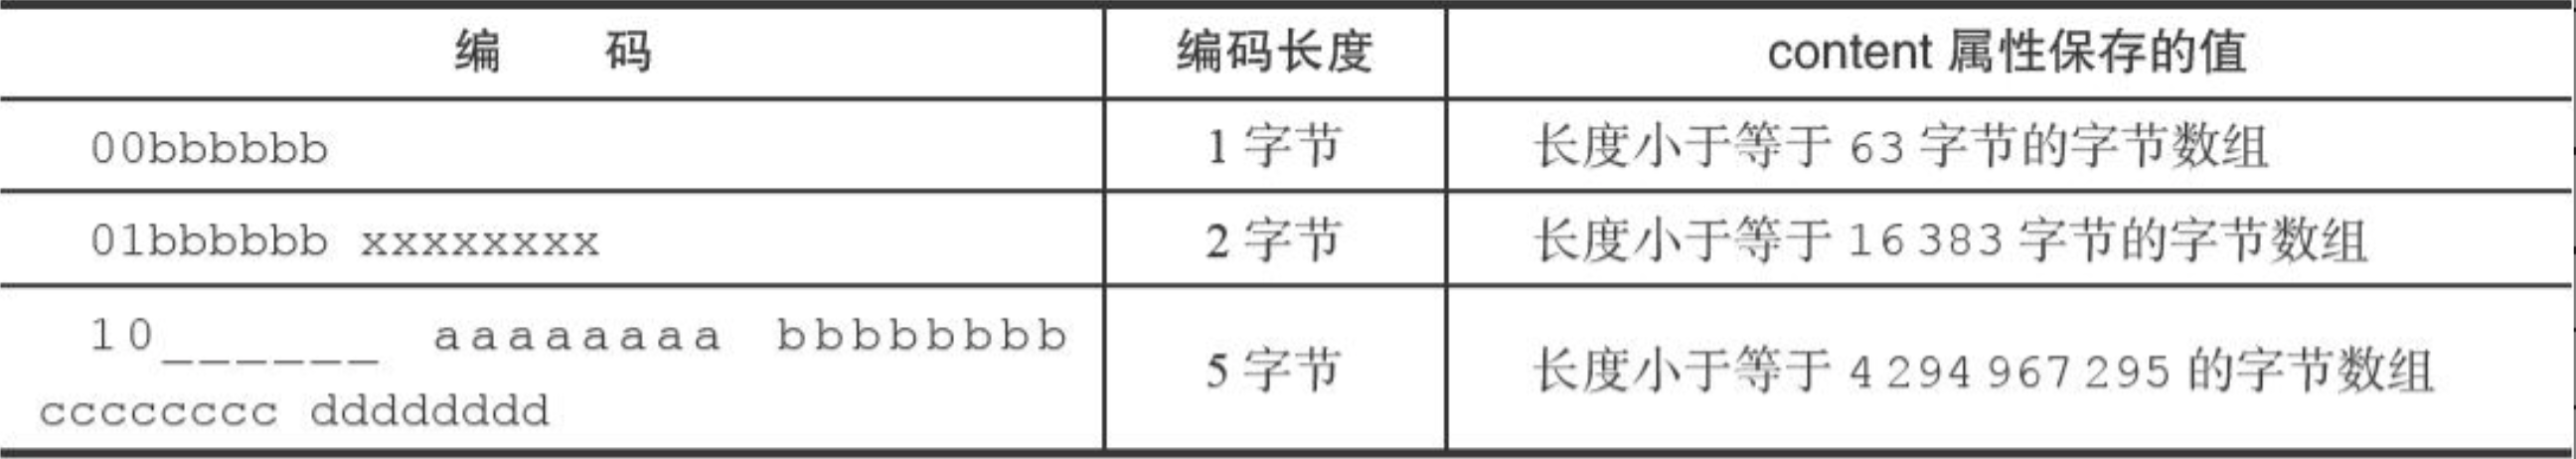 编 码 编码长度 content 属性保存的值
00bbbbbb 1 字节 长度小于等于 63 字节的字节数组
01bbbbbb xxxxxxxx 2 字节 长度小于等于 16 383 字节的字节数组
10______ aaaaaaaa bbbbbbbb
cccccccc dddddddd 5 字节 长度小于等于 4 294 967 295 的字节数组